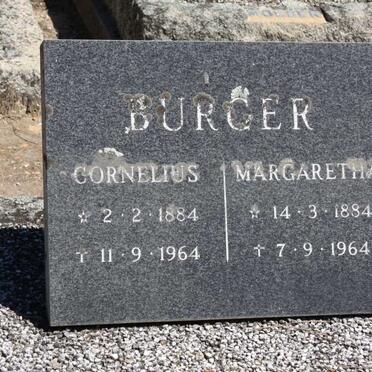 BURGER
CORNELIUS MARGARETHA
☆ 2·2·1884 ☆ 14·3·1884
† 11·9·1964 † 7·9·1964